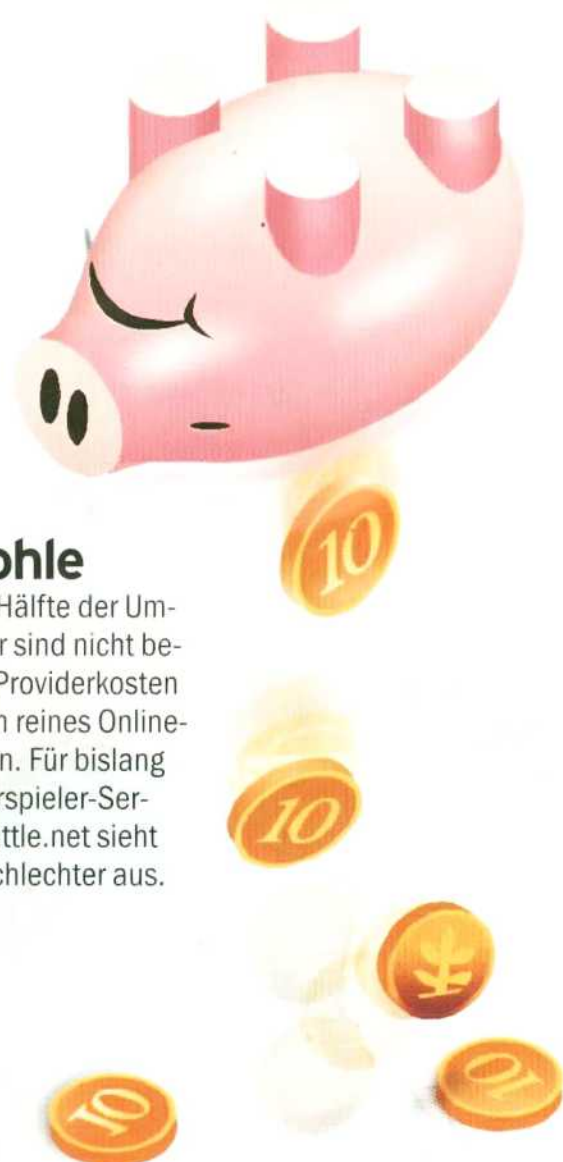 ohle
Hälfte der Um-
r sind nicht be-
Providerkosten
n reines Online-
n. Für bislang
rspieler-Ser-
ttle.net sieht
chlechter aus.
10
10
10
10